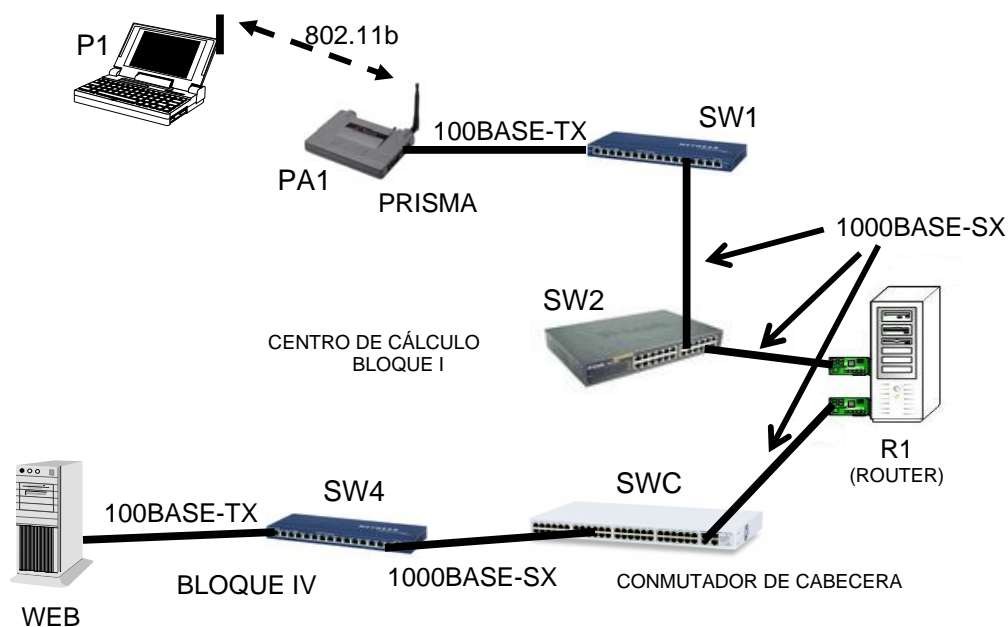 P1
802.11b
SW1
100BASE-TX
PA1
PRISMA
1000BASE-SX
SW2
CENTRO DE CÁLCULO
BLOQUE I
R1
(ROUTER)
SW4
SWC
100BASE-TX
1000BASE-SX
BLOQUE IV
CONMUTADOR DE CABECERA
WEB